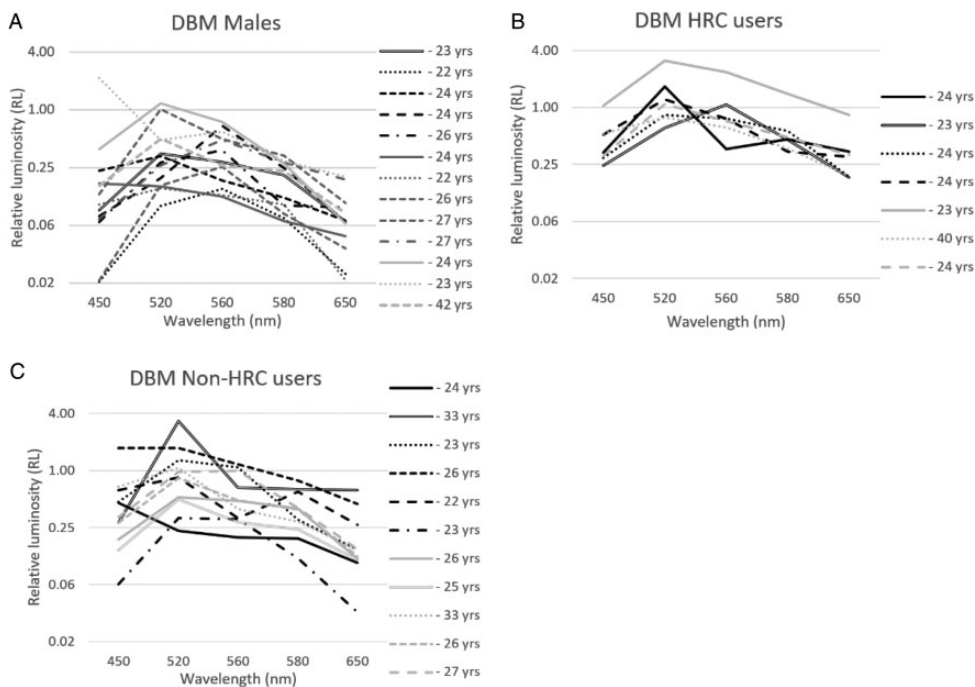 A
DBM Males
Relative luminosity (RL)
4.00
1.00
0.25
0.06
0.02
450 520 560 580 650
Wavelength (nm)
- 23 yrs
- 22 yrs
- 24 yrs
- 24 yrs
- 26 yrs
- 24 yrs
- 22 yrs
- 26 yrs
- 27 yrs
- 27 yrs
- 24 yrs
- 23 yrs
- 42 yrs
B
DBM HRC users
Relative luminosity (RL)
4.00
1.00
0.25
0.06
0.02
450 520 560 580 650
Wavelength (nm)
- 24 yrs
- 23 yrs
- 24 yrs
- 24 yrs
- 23 yrs
- 40 yrs
- 24 yrs
C
DBM Non-HRC users
Relative luminosity (RL)
4.00
1.00
0.25
0.06
0.02
450 520 560 580 650
Wavelength (nm)
- 24 yrs
- 33 yrs
- 23 yrs
- 26 yrs
- 22 yrs
- 23 yrs
- 26 yrs
- 25 yrs
- 33 yrs
- 26 yrs
- 27 yrs